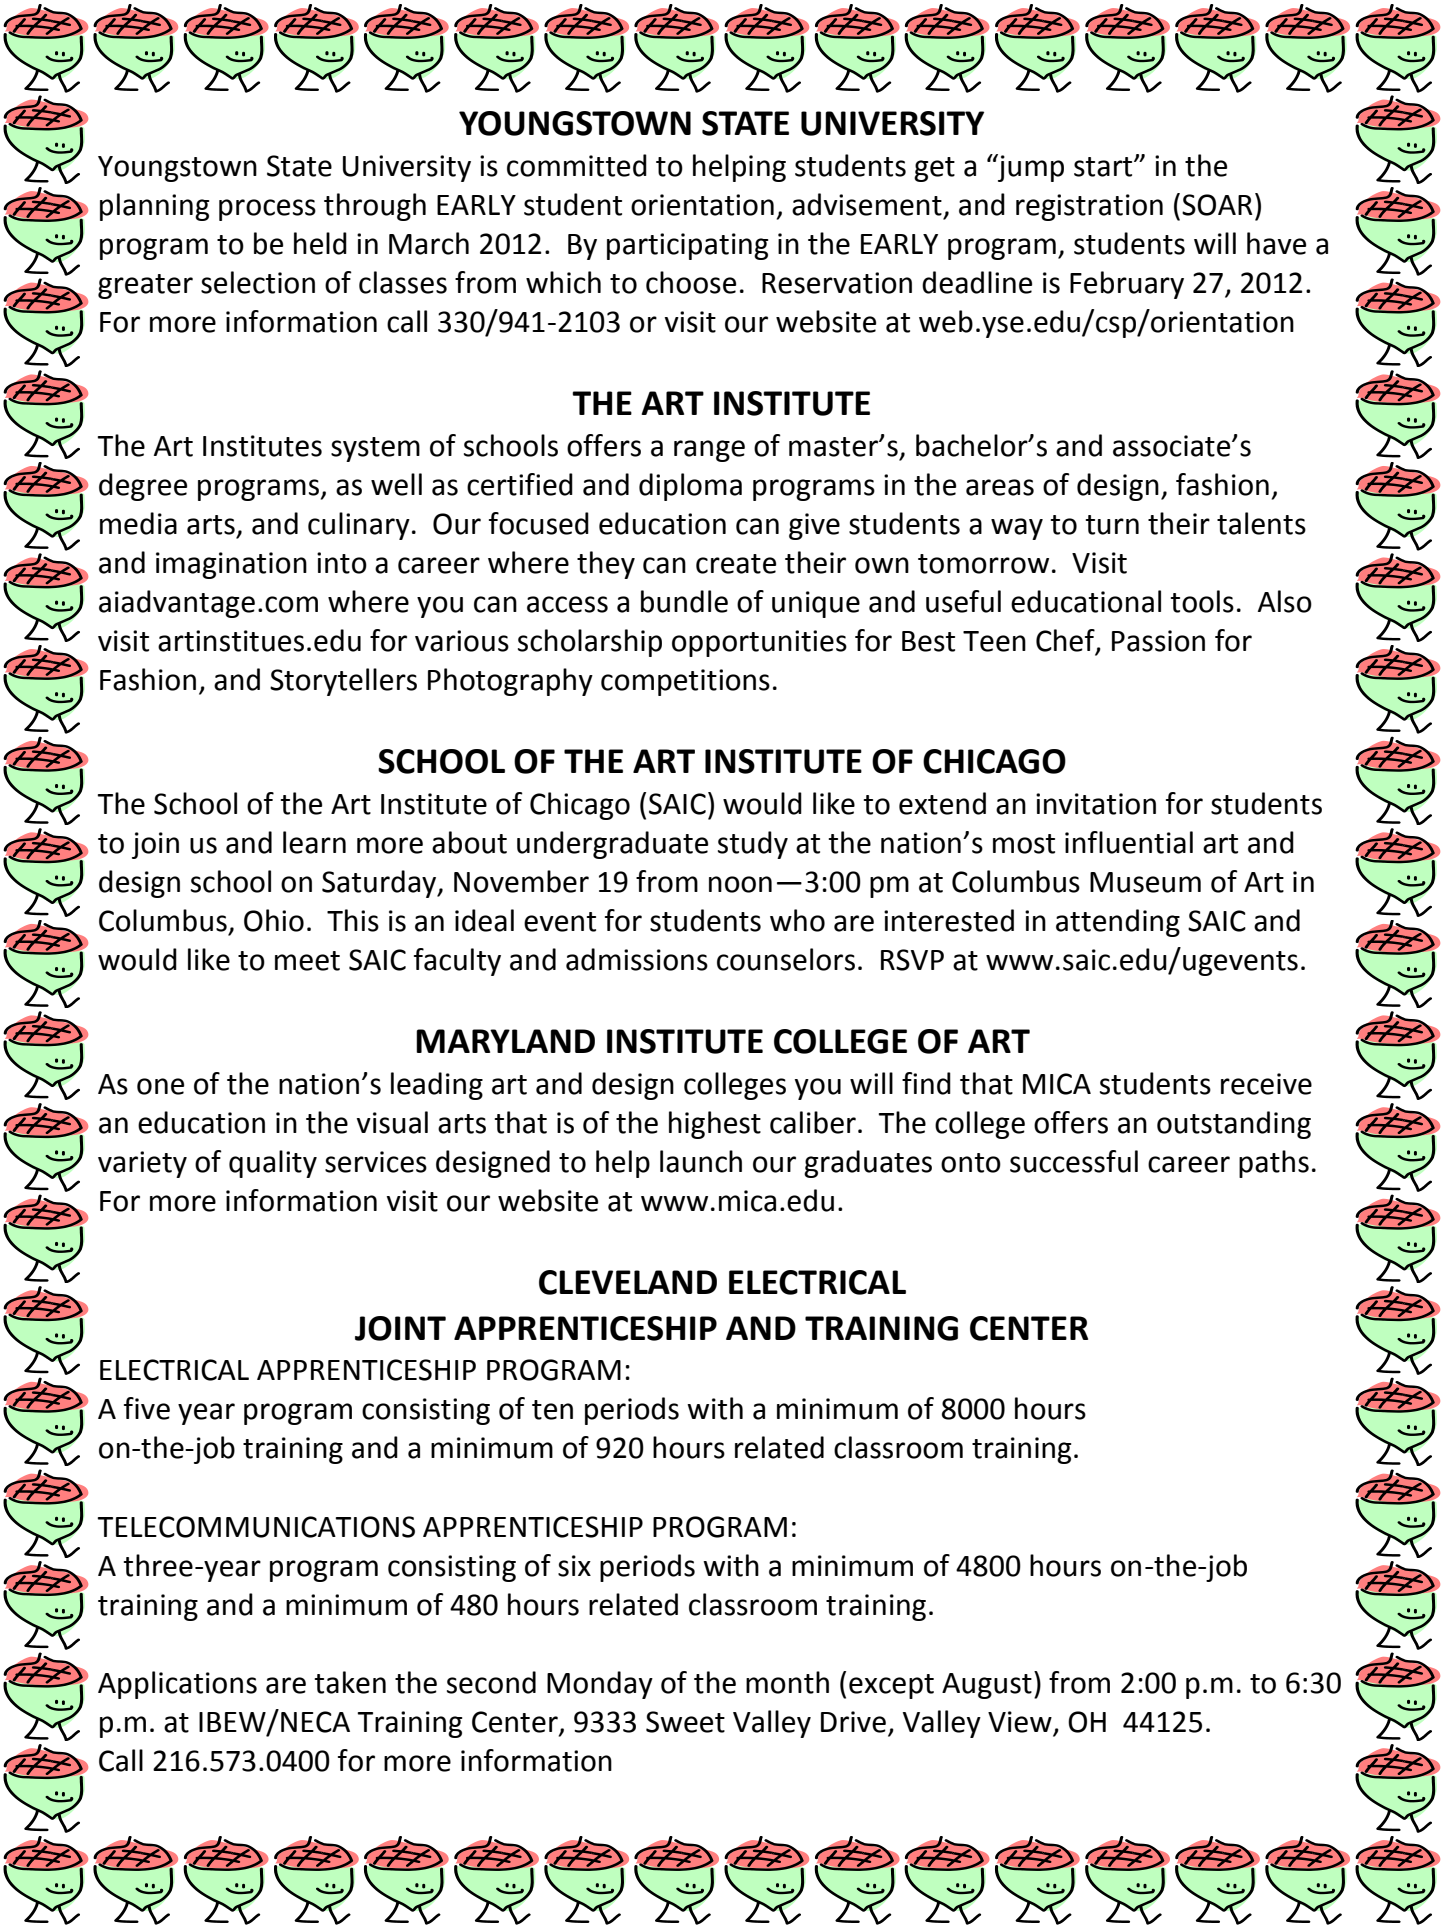 YOUNGSTOWN STATE UNIVERSITY
Youngstown State University is committed to helping students get a “jump start” in the
planning process through EARLY student orientation, advisement, and registration (SOAR)
program to be held in March 2012.  By participating in the EARLY program, students will have a
greater selection of classes from which to choose.  Reservation deadline is February 27, 2012.
For more information call 330/941-2103 or visit our website at web.yse.edu/csp/orientation
THE ART INSTITUTE
The Art Institutes system of schools offers a range of master’s, bachelor’s and associate’s
degree programs, as well as certified and diploma programs in the areas of design, fashion,
media arts, and culinary.  Our focused education can give students a way to turn their talents
and imagination into a career where they can create their own tomorrow.  Visit
aiadvantage.com where you can access a bundle of unique and useful educational tools.  Also
visit artinstitues.edu for various scholarship opportunities for Best Teen Chef, Passion for
Fashion, and Storytellers Photography competitions.
SCHOOL OF THE ART INSTITUTE OF CHICAGO
The School of the Art Institute of Chicago (SAIC) would like to extend an invitation for students
to join us and learn more about undergraduate study at the nation’s most influential art and
design school on Saturday, November 19 from noon—3:00 pm at Columbus Museum of Art in
Columbus, Ohio.  This is an ideal event for students who are interested in attending SAIC and
would like to meet SAIC faculty and admissions counselors.  RSVP at www.saic.edu/ugevents.
MARYLAND INSTITUTE COLLEGE OF ART
As one of the nation’s leading art and design colleges you will find that MICA students receive
an education in the visual arts that is of the highest caliber.  The college offers an outstanding
variety of quality services designed to help launch our graduates onto successful career paths.
For more information visit our website at www.mica.edu.
CLEVELAND ELECTRICAL
JOINT APPRENTICESHIP AND TRAINING CENTER
ELECTRICAL APPRENTICESHIP PROGRAM:
A five year program consisting of ten periods with a minimum of 8000 hours
on-the-job training and a minimum of 920 hours related classroom training.
TELECOMMUNICATIONS APPRENTICESHIP PROGRAM:
A three-year program consisting of six periods with a minimum of 4800 hours on-the-job
training and a minimum of 480 hours related classroom training.
Applications are taken the second Monday of the month (except August) from 2:00 p.m. to 6:30
p.m. at IBEW/NECA Training Center, 9333 Sweet Valley Drive, Valley View, OH  44125.
Call 216.573.0400 for more information